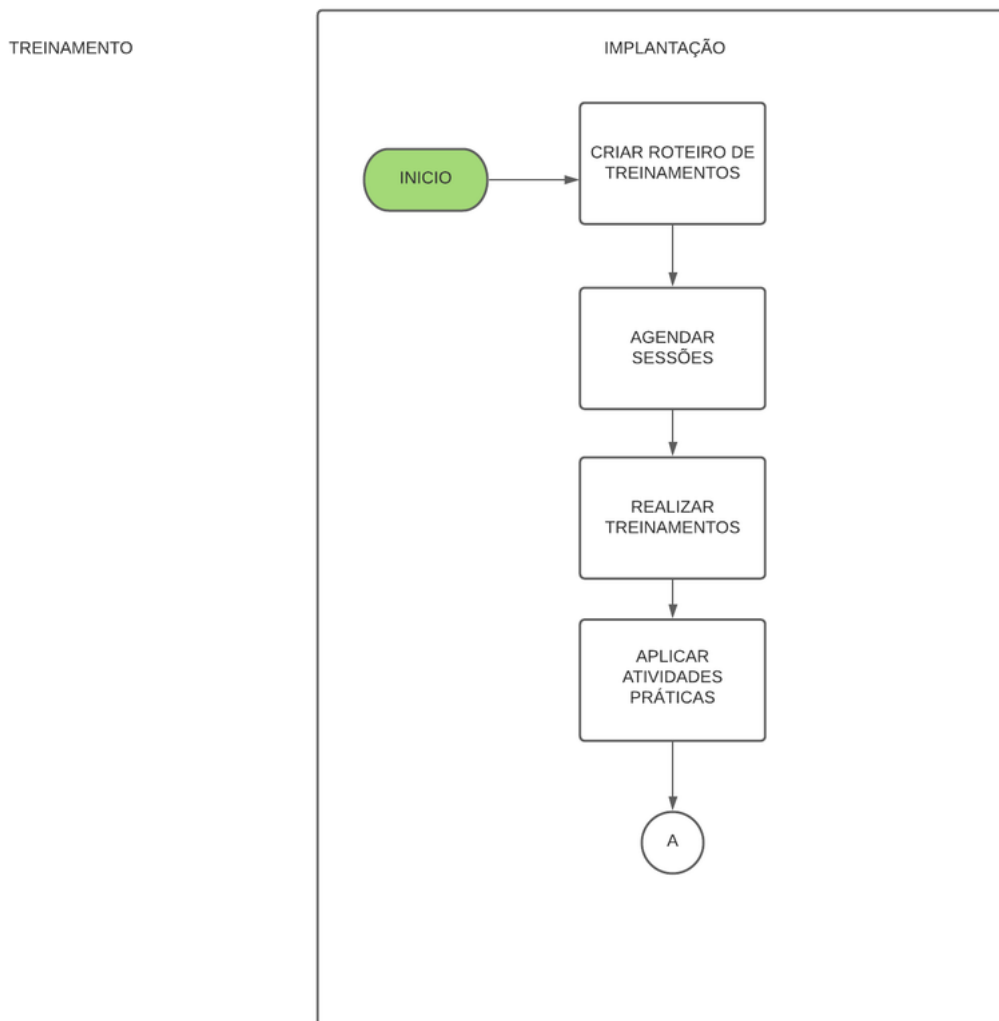 TREINAMENTO
IMPLANTAÇÃO
INICIO
CRIAR ROTEIRO DE
TREINAMENTOS
AGENDAR
SESSÕES
REALIZAR
TREINAMENTOS
APLICAR
ATIVIDADES
PRÁTICAS
A